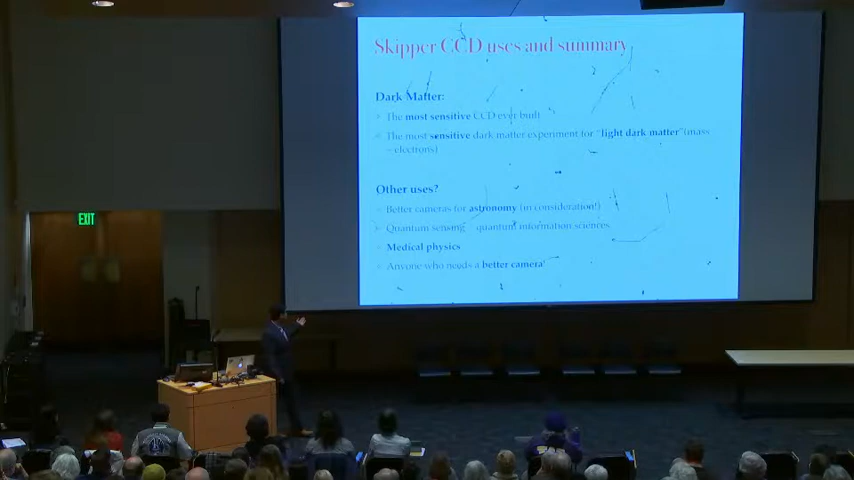 Skipper CCD uses and summary
Dark Matter:
The most sensitive CCD ever built
The most sensitive dark matter experiment for "light dark matter"(mass
~ electrons)
Other uses?
Better cameras for astronomy (in consideration!)
Quantum sensing quantum information sciences
Medical physics
Anyone who needs a better camera!
EXIT